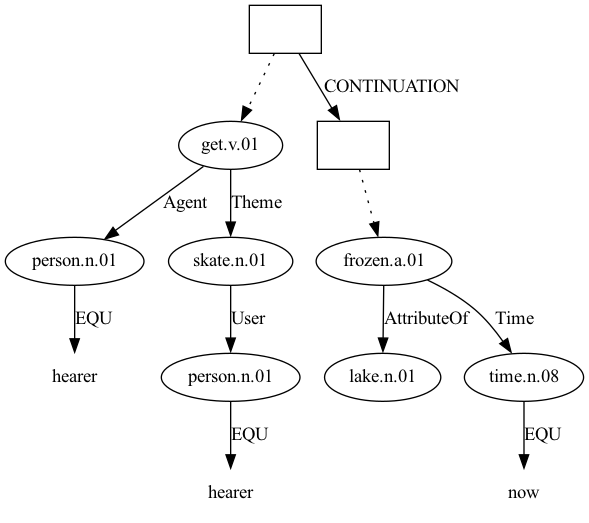 CONTINUATION
get.v.01
Agent
Theme
person.n.01
skate.n.01
frozen.a.01
EQU
User
AttributeOf
Time
hearer
person.n.01
lake.n.01
time.n.08
EQU
EQU
hearer
now